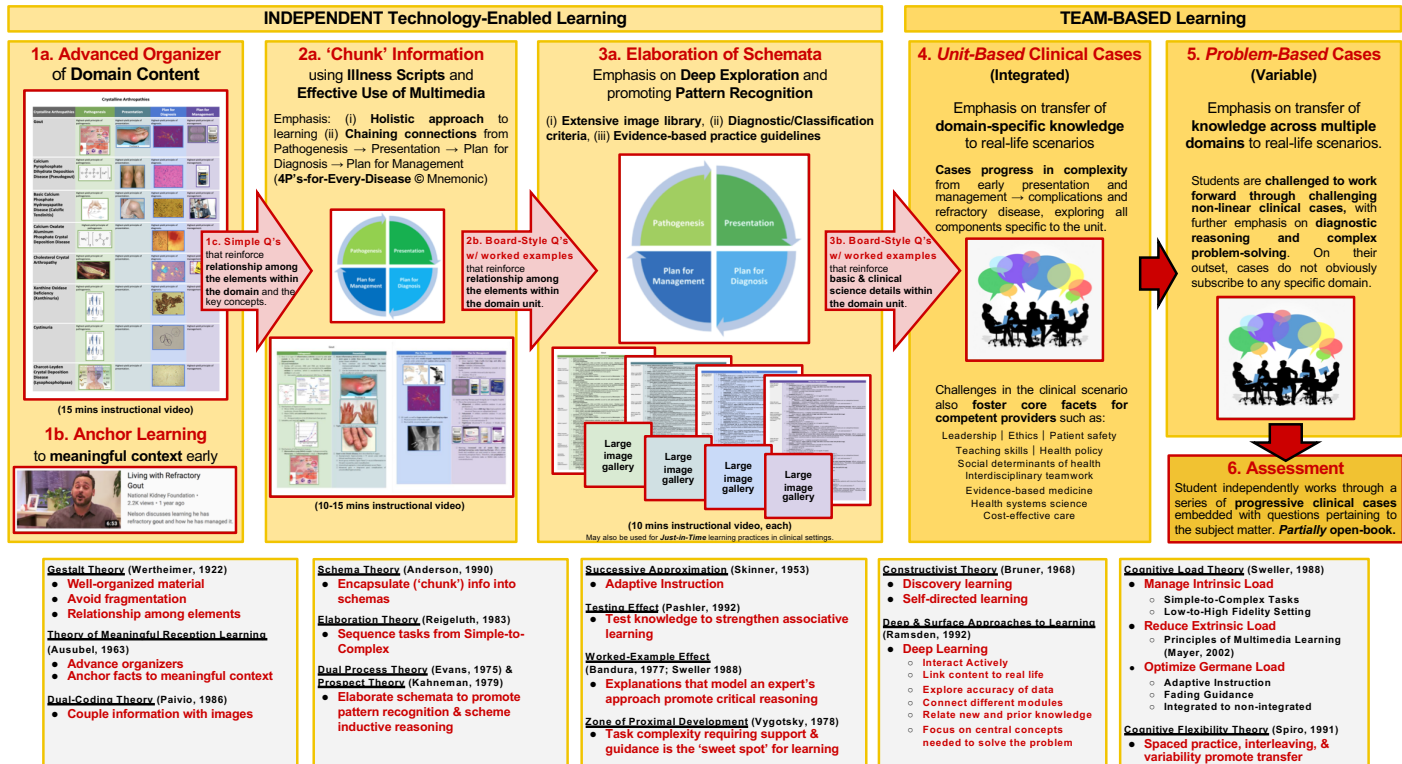 INDEPENDENT Technology-Enabled Learning
TEAM-BASED Learning
1a. Advanced Organizer
of Domain Content
Crystalline Arthropathies
Crystalline Arthropathies
Pathogenesis
Presentation
Plan for
Diagnosis
Plan for
Management
Gout
Calcium
Pyrophosphate
Dihydrate Deposition
Disease (Pseudogout)
Basic Calcium
Phosphate
Hydroxyapatite
Disease (Calcific
Tendinitis)
Calcium Oxalate
Aluminum
Phosphate Crystal
Deposition Disease
Cholesterol Crystal
Arthropathy
Xanthine Oxidase
Deficiency
(Xanthinuria)
Cystinuria
Charcot-Leyden
Crystal Deposition
Disease
(Lysophospholipase)
(15 mins instructional video)
1b. Anchor Learning
to meaningful context early
Living with Refractory
Gout
National Kidney Foundation •
2.2K views • 1 year ago
Nelson discusses learning he has
refractory gout and how he has managed it.
6:53
1c. Simple Q's
that reinforce
relationship among
the elements within
the domain and the
key concepts.
2a. ‘Chunk’ Information
using Illness Scripts and
Effective Use of Multimedia
Emphasis: (i) Holistic approach to
learning (ii) Chaining connections from
Pathogenesis → Presentation → Plan for
Diagnosis → Plan for Management
(4P's-for-Every-Disease © Mnemonic)
Pathogenesis
Presentation
Plan for
Management
Plan for
Diagnosis
(10-15 mins instructional video)
2b. Board-Style Q's
w/ worked examples
that reinforce
relationship among
the elements within
the domain unit.
3a. Elaboration of Schemata
Emphasis on Deep Exploration and
promoting Pattern Recognition
(i) Extensive image library, (ii) Diagnostic/Classification
criteria, (iii) Evidence-based practice guidelines
Pathogenesis
Presentation
Plan for
Management
Plan for
Diagnosis
Large
image
gallery
Large
image
gallery
Large
image
gallery
Large
image
gallery
(10 mins instructional video, each)
May also be used for Just-in-Time learning practices in clinical settings.
3b. Board-Style Q's
w/ worked examples
that reinforce
basic & clinical
science details within
the domain unit.
4. Unit-Based Clinical Cases
(Integrated)
Emphasis on transfer of
domain-specific knowledge
to real-life scenarios
Cases progress in complexity
from early presentation and
management → complications and
refractory disease, exploring all
components specific to the unit.
Challenges in the clinical scenario
also foster core facets for
competent providers such as:
Leadership | Ethics | Patient safety
Teaching skills | Health policy
Social determinants of health
Interdisciplinary teamwork
Evidence-based medicine
Health systems science
Cost-effective care
5. Problem-Based Cases
(Variable)
Emphasis on transfer of
knowledge across multiple
domains to real-life scenarios.
Students are challenged to work
forward through challenging
non-linear clinical cases, with
further emphasis on diagnostic
reasoning and complex
problem-solving. On their
outset, cases do not obviously
subscribe to any specific domain.
6. Assessment
Student independently works through a
series of progressive clinical cases
embedded with questions pertaining to
the subject matter. Partially open-book.
Gestalt Theory (Wertheimer, 1922)
● Well-organized material
● Avoid fragmentation
● Relationship among elements
Theory of Meaningful Reception Learning
(Ausubel, 1963)
● Advance organizers
● Anchor facts to meaningful context
Dual-Coding Theory (Paivio, 1986)
● Couple information with images
Schema Theory (Anderson, 1990)
● Encapsulate (‘chunk’) info into
schemas
Elaboration Theory (Reigeluth, 1983)
● Sequence tasks from Simple-to-
Complex
Dual Process Theory (Evans, 1975) &
Prospect Theory (Kahneman, 1979)
● Elaborate schemata to promote
pattern recognition & scheme
inductive reasoning
Successive Approximation (Skinner, 1953)
● Adaptive Instruction
Testing Effect (Pashler, 1992)
● Test knowledge to strengthen associative
learning
Worked-Example Effect
(Bandura, 1977; Sweller 1988)
● Explanations that model an expert's
approach promote critical reasoning
Zone of Proximal Development (Vygotsky, 1978)
● Task complexity requiring support &
guidance is the ‘sweet spot’ for learning
Constructivist Theory (Bruner, 1968)
● Discovery learning
● Self-directed learning
Deep & Surface Approaches to Learning
(Ramsden, 1992)
● Deep Learning
○ Interact Actively
○ Link content to real life
○ Explore accuracy of data
○ Connect different modules
○ Relate new and prior knowledge
○ Focus on central concepts
needed to solve the problem
Cognitive Load Theory (Sweller, 1988)
● Manage Intrinsic Load
○ Simple-to-Complex Tasks
○ Low-to-High Fidelity Setting
● Reduce Extrinsic Load
○ Principles of Multimedia Learning
(Mayer, 2002)
● Optimize Germane Load
○ Adaptive Instruction
○ Fading Guidance
○ Integrated to non-integrated
Cognitive Flexibility Theory (Spiro, 1991)
● Spaced practice, interleaving, &
variability promote transfer